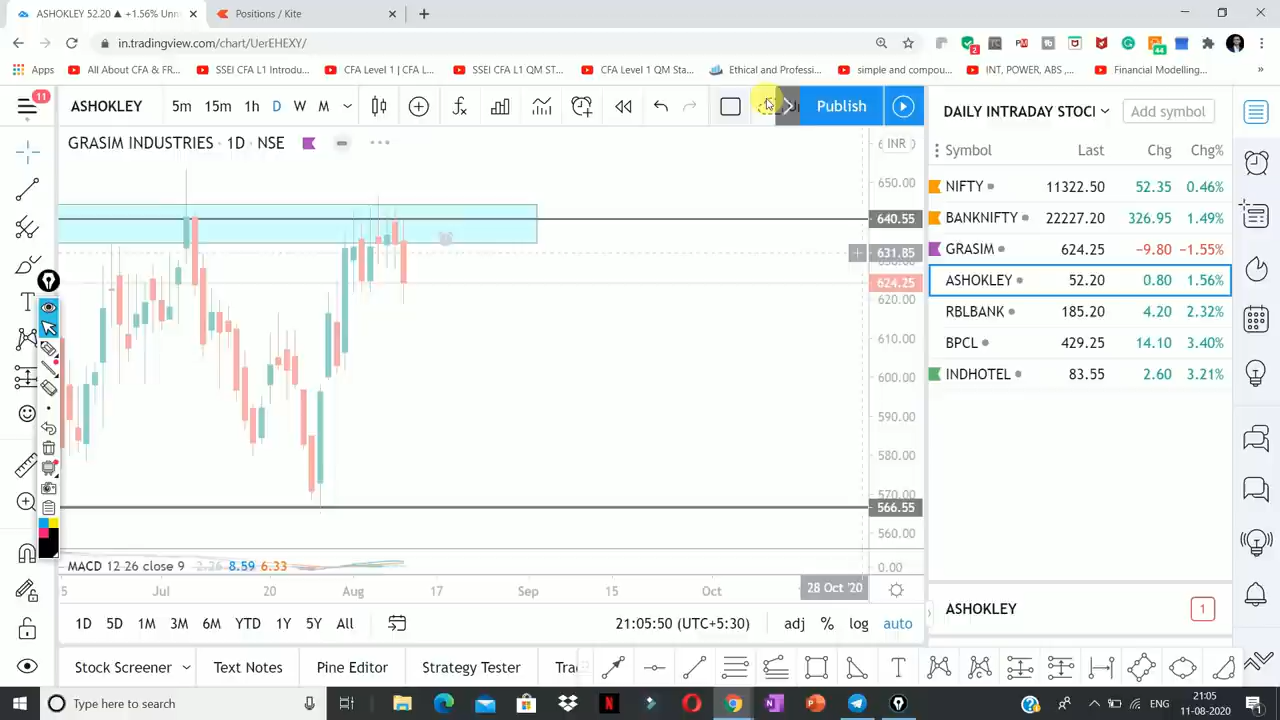 ASHOKLEY 52.20 ▲ +1.56% Unn
Positions / Kite
in.tradingview.com/chart/UerEHEXY/
Apps
All About CFA & FR...
SSEI CFA L1 Introdu...
CFA Level 1 | CFA L...
SSEI CFA L1 QM ST...
CFA Level 1 QM Sta...
Ethical and Professi...
simple and compou...
INT, POWER, ABS ,...
Financial Modelling...
11
ASHOKLEY
5m 15m 1h D W M
Publish
DAILY INTRADAY STOCI
Add symbol
GRASIM INDUSTRIES · 1D · NSE
INR
Symbol Last Chg Chg%
NIFTY 11322.50 52.35 0.46%
BANKNIFTY 22227.20 326.95 1.49%
GRASIM 624.25 −9.80 −1.55%
ASHOKLEY 52.20 0.80 1.56%
RBLBANK 185.20 4.20 2.32%
BPCL 429.25 14.10 3.40%
INDHOTEL 83.55 2.60 3.21%
650.00
640.55
631.85
624.25
620.00
610.00
600.00
590.00
580.00
570.00
566.55
560.00
MACD 12 26 close 9 2.26 8.59 6.33
0.00
5 Jul 20 Aug 17 Sep 15 Oct 28 Oct '20
1D 5D 1M 3M 6M YTD 1Y 5Y All
21:05:50 (UTC+5:30)
adj % log auto
ASHOKLEY
1
Stock Screener
Text Notes
Pine Editor
Strategy Tester
Tra
Type here to search
ENG
21:05
11-08-2020